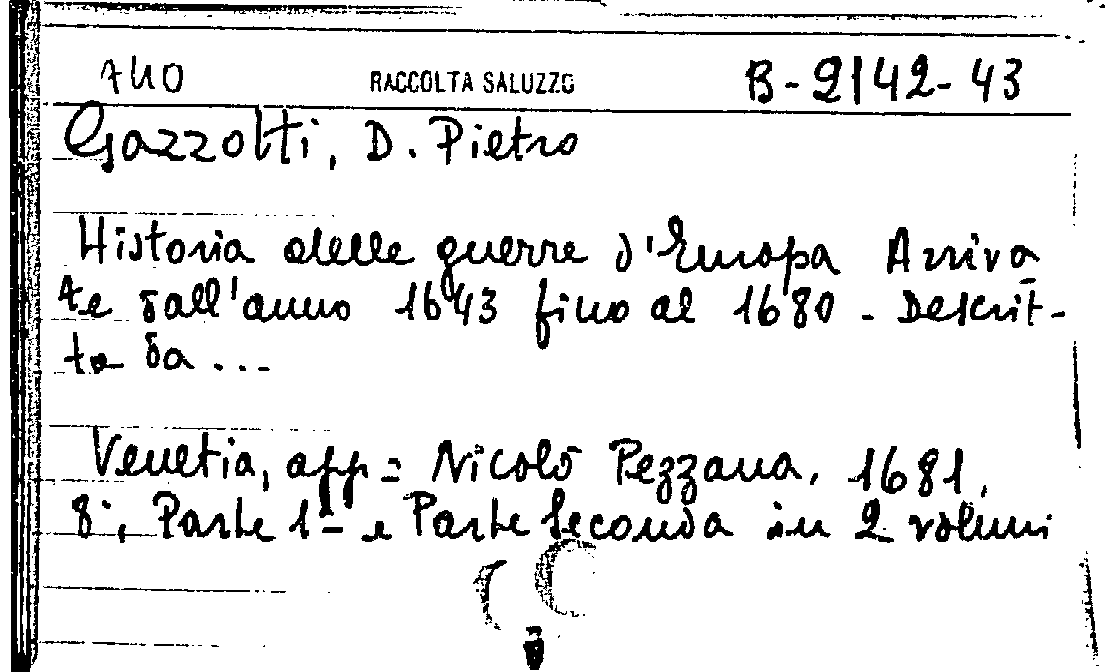 740 RACCOLTA SALUZZO B-2142-43
Gazzotti, D. Pietro
Historia delle guerre d'Europa Arriva
te dall'anno 1643 fino al 1680 - Descrit-
ta da ...
Venetia, app= Nicolò Pezzana, 1681,
8°, Parte 1ª e Parte Seconda in 2 volumi